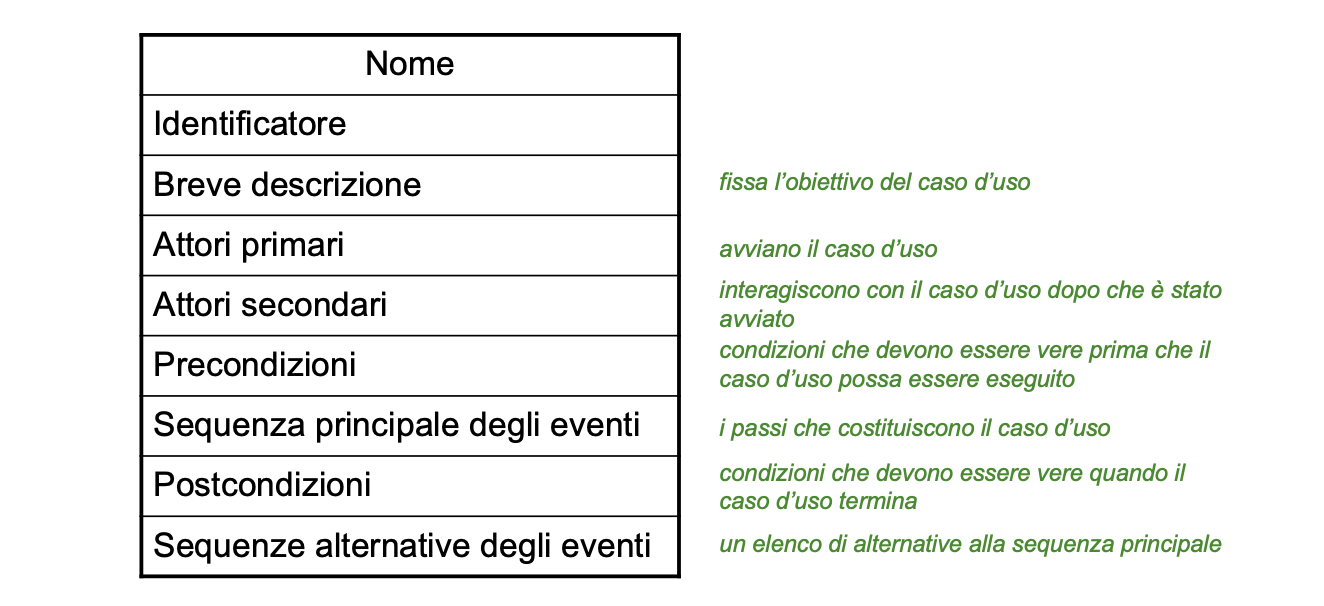 Nome
Identificatore
Breve descrizione
fissa l’obiettivo del caso d’uso
Attori primari
avviano il caso d’uso
Attori secondari
interagiscono con il caso d’uso dopo che è stato
avviato
Precondizioni
condizioni che devono essere vere prima che il
caso d’uso possa essere eseguito
Sequenza principale degli eventi
i passi che costituiscono il caso d’uso
Postcondizioni
condizioni che devono essere vere quando il
caso d’uso termina
Sequenze alternative degli eventi
un elenco di alternative alla sequenza principale